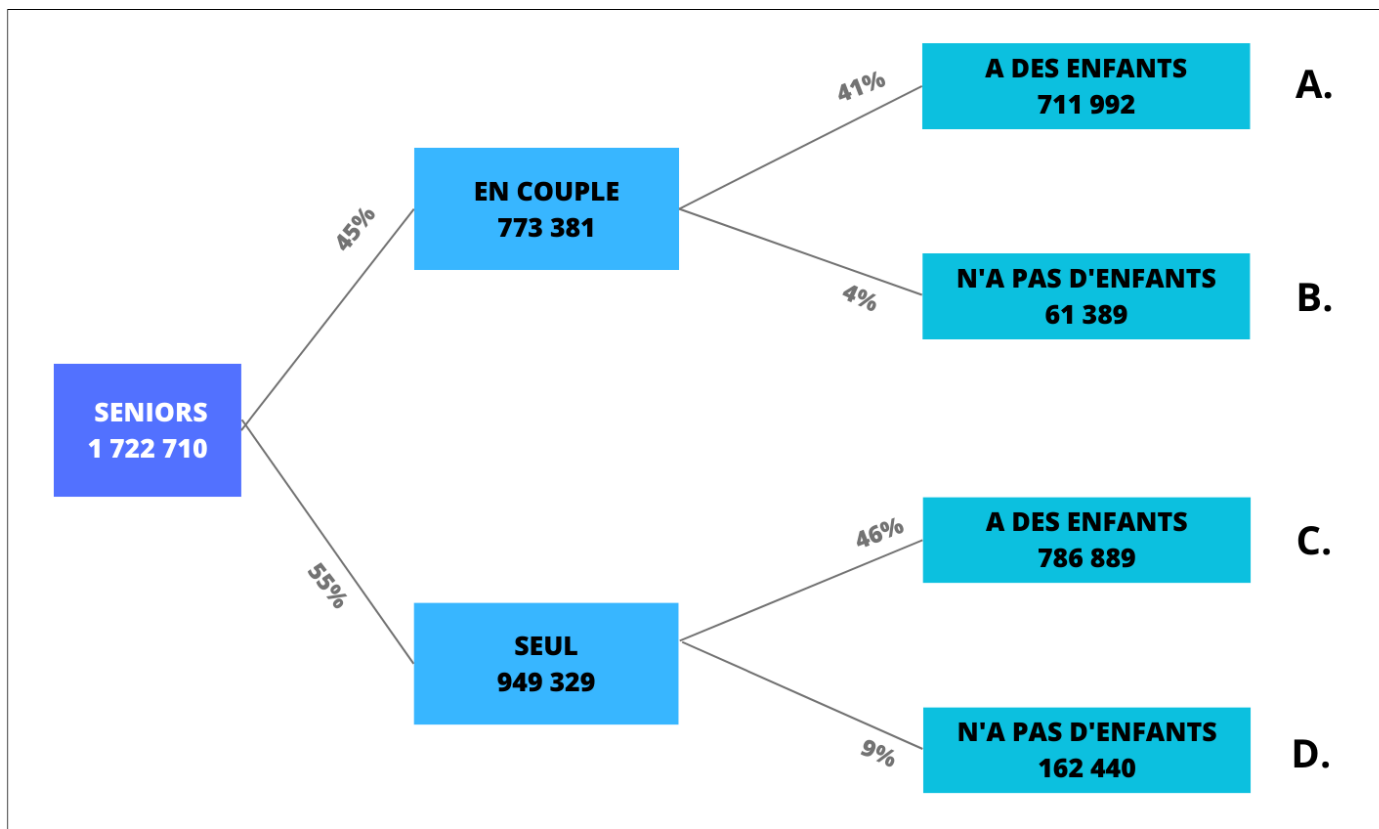 41%
A DES ENFANTS
711 992
A.
45%
EN COUPLE
773 381
4%
N'A PAS D'ENFANTS
61 389
B.
SENIORS
1 722 710
55%
46%
A DES ENFANTS
786 889
C.
SEUL
949 329
9%
N'A PAS D'ENFANTS
162 440
D.